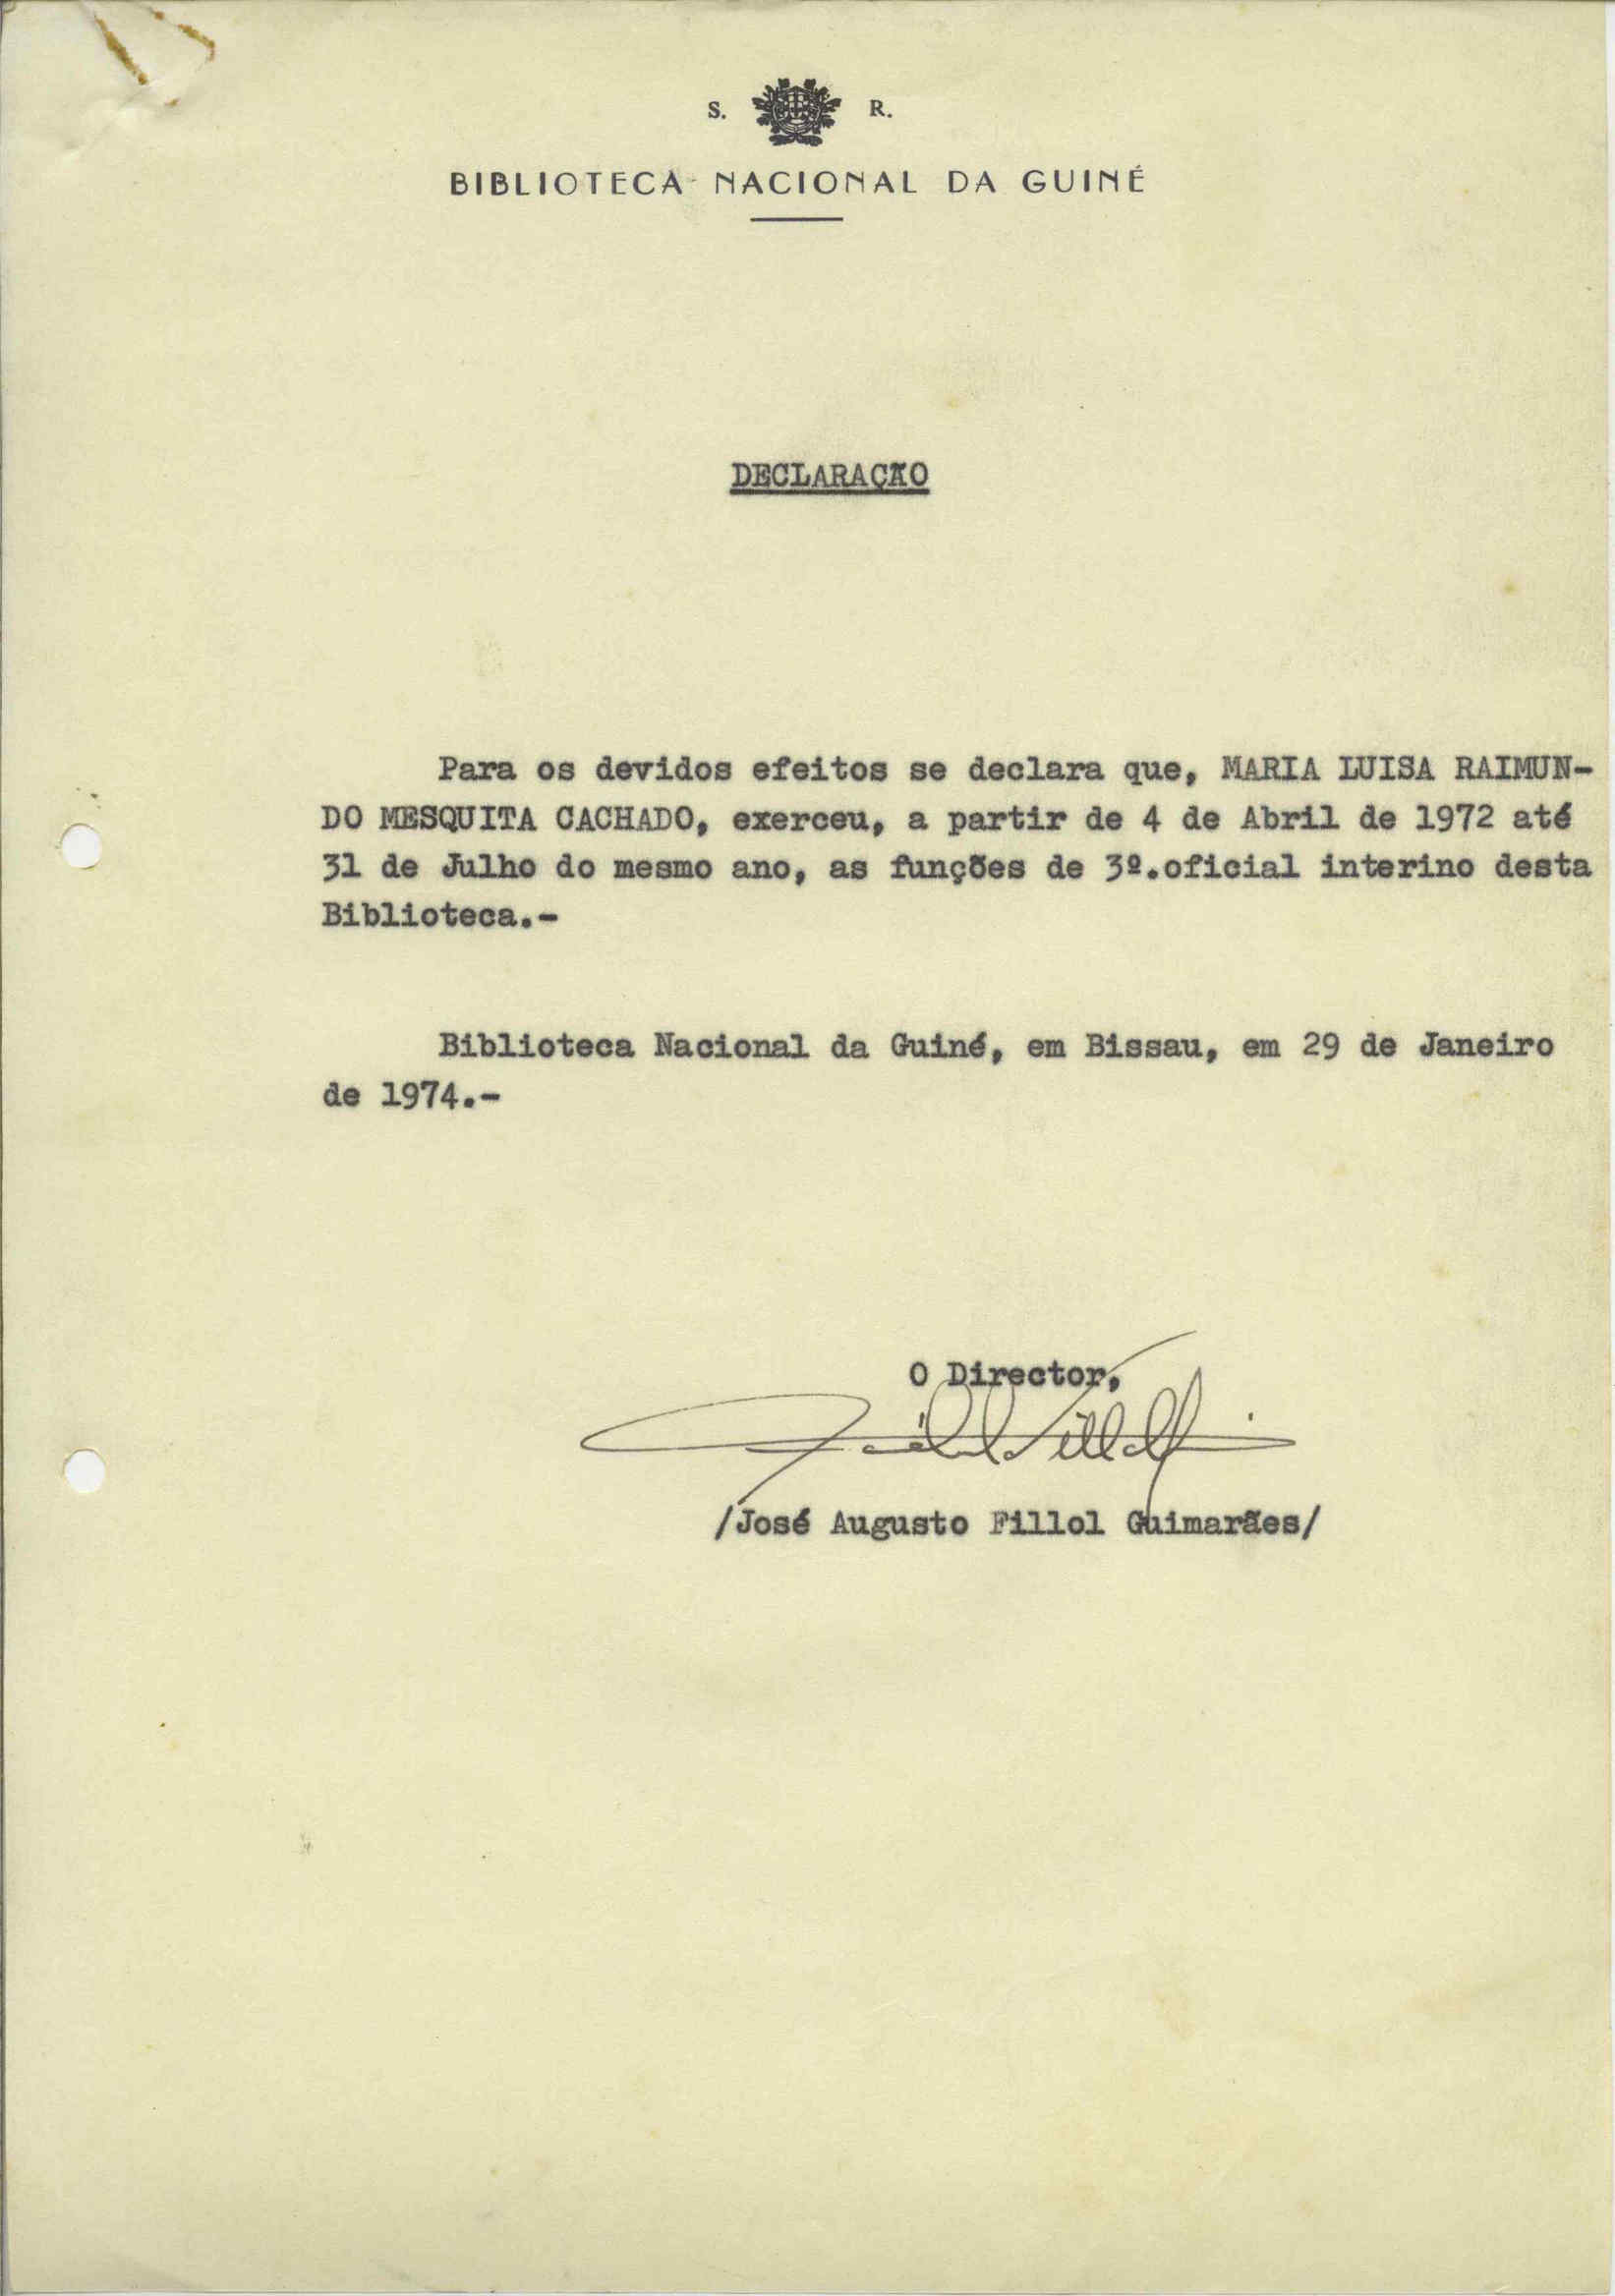 S. R.
BIBLIOTECA NACIONAL DA GUINÉ
DECLARAÇÃO
Para os devidos efeitos se declara que, MARIA LUISA RAIMUN-
DO MESQUITA CACHADO, exerceu, a partir de 4 de Abril de 1972 até
31 de Julho do mesmo ano, as funções de 3º.oficial interino desta
Biblioteca.-
Biblioteca Nacional da Guiné, em Bissau, em 29 de Janeiro
de 1974.-
O Director,
/José Augusto Fillol Guimarães/